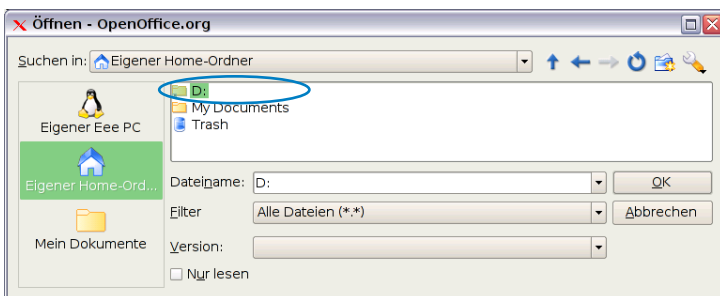 Öffnen - OpenOffice.org
Suchen in: Eigener Home-Ordner
D:
My Documents
Trash
Eigener Eee PC
Eigener Home-Ord...
Mein Dokumente
Dateiname: D: OK
Filter Alle Dateien (*.*) Abbrechen
Version:
Nur lesen